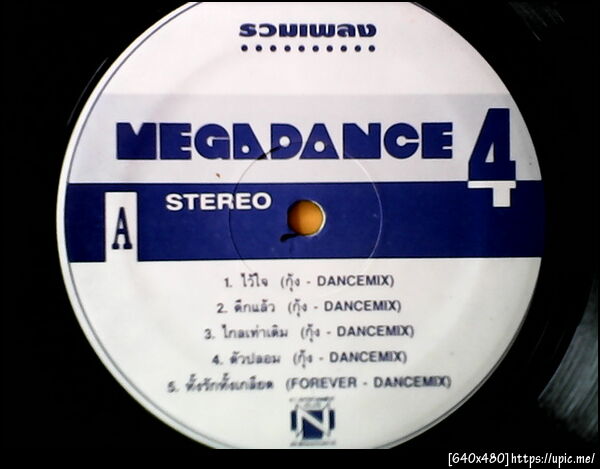 รวมเพลง
MEGADANCE 4
A
STEREO
1. ไว้ใจ (กุ้ง - DANCEMIX)
2. ดึกแล้ว (กุ้ง - DANCEMIX)
3. ไกลเท่าเดิม (กุ้ง - DANCEMIX)
4. ตัวปลอม (กุ้ง - DANCEMIX)
5. ทั้งรักทั้งเกลียด (FOREVER - DANCEMIX)
N
[640x480]https://upic.me/